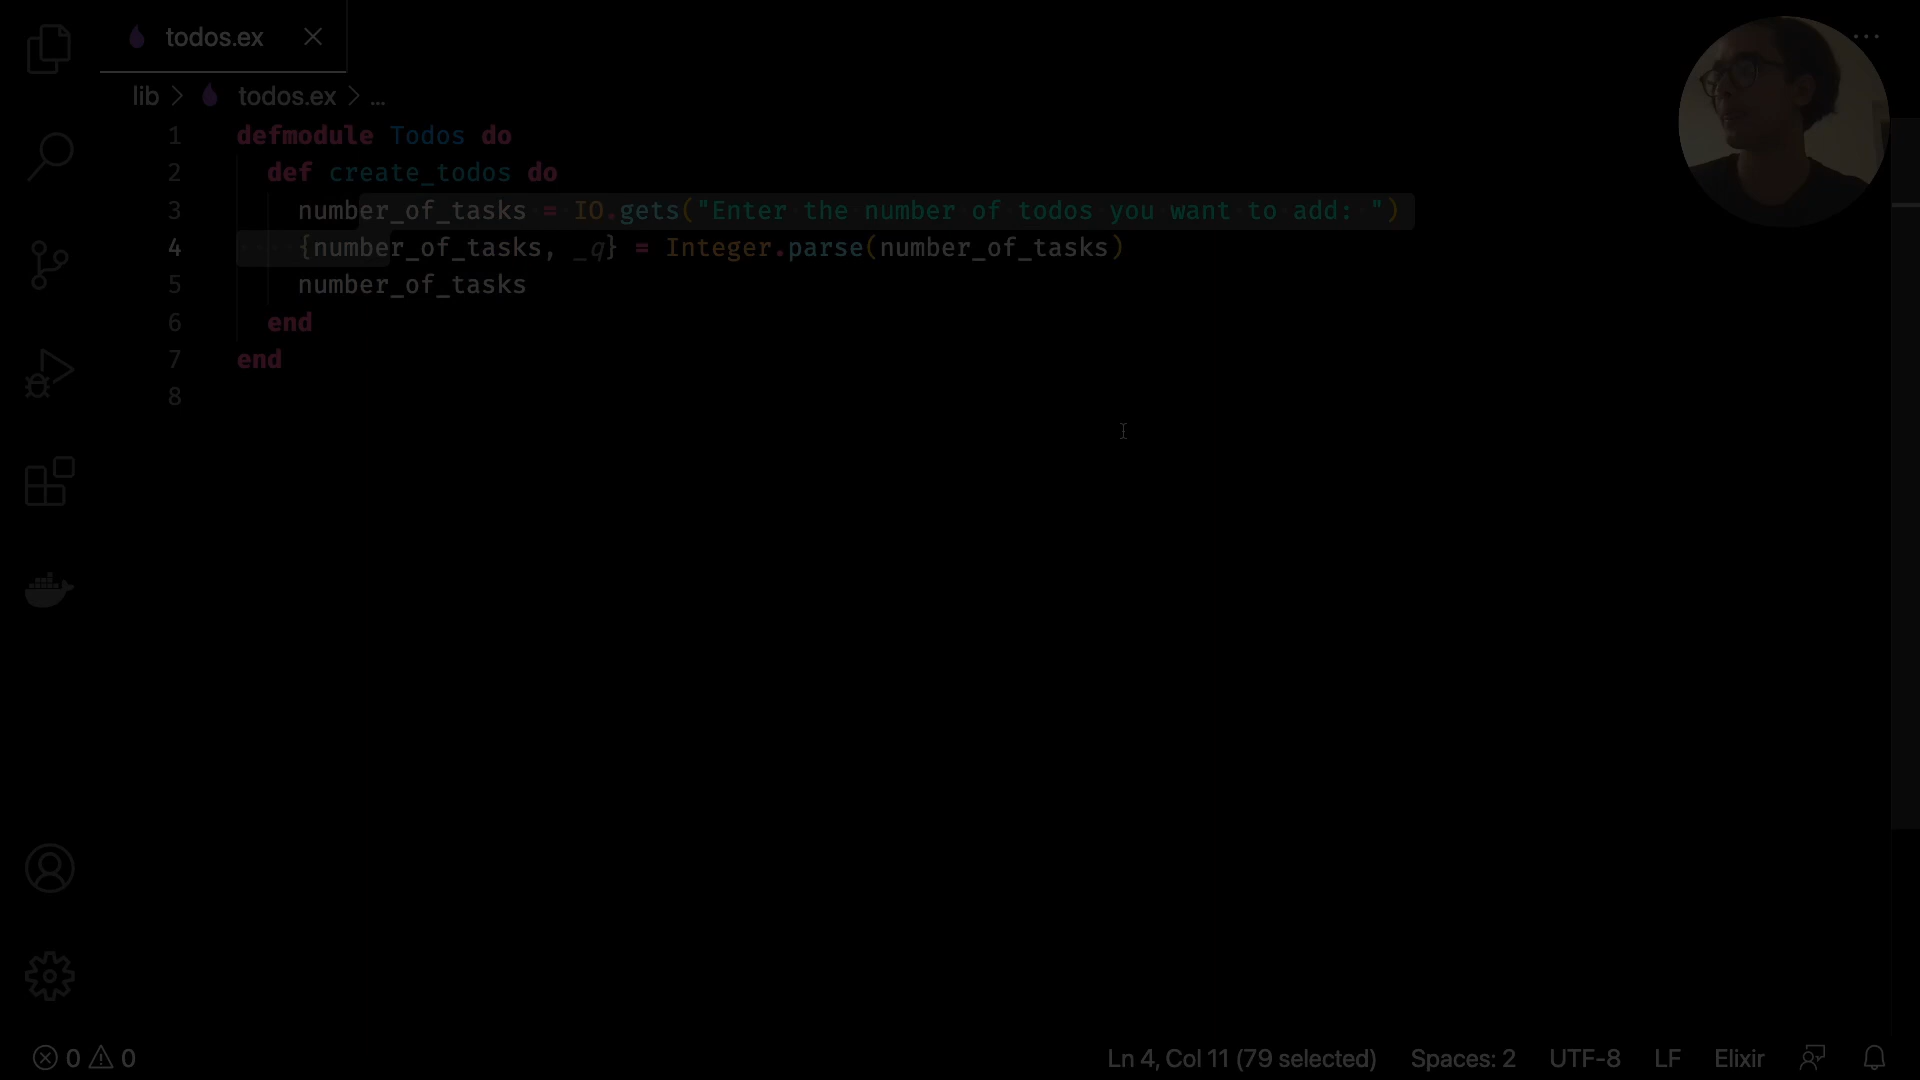 todos.ex
lib > todos.ex > ...
1 defmodule Todos do
2 def create_todos do
3 number_of_tasks = IO.gets("Enter the number of todos you want to add: ")
4 {number_of_tasks, _q} = Integer.parse(number_of_tasks)
5 number_of_tasks
6 end
7 end
8
0 0 Ln 4, Col 11 (79 selected) Spaces: 2 UTF-8 LF Elixir